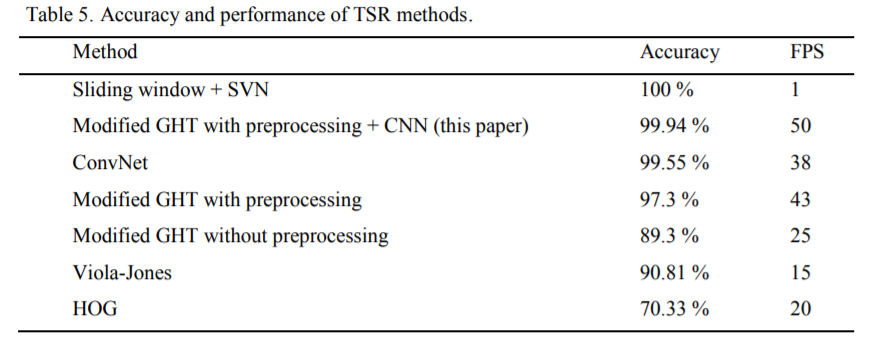 Table 5. Accuracy and performance of TSR methods.
Method Accuracy FPS
Sliding window + SVN 100 % 1
Modified GHT with preprocessing + CNN (this paper) 99.94 % 50
ConvNet 99.55 % 38
Modified GHT with preprocessing 97.3 % 43
Modified GHT without preprocessing 89.3 % 25
Viola-Jones 90.81 % 15
HOG 70.33 % 20